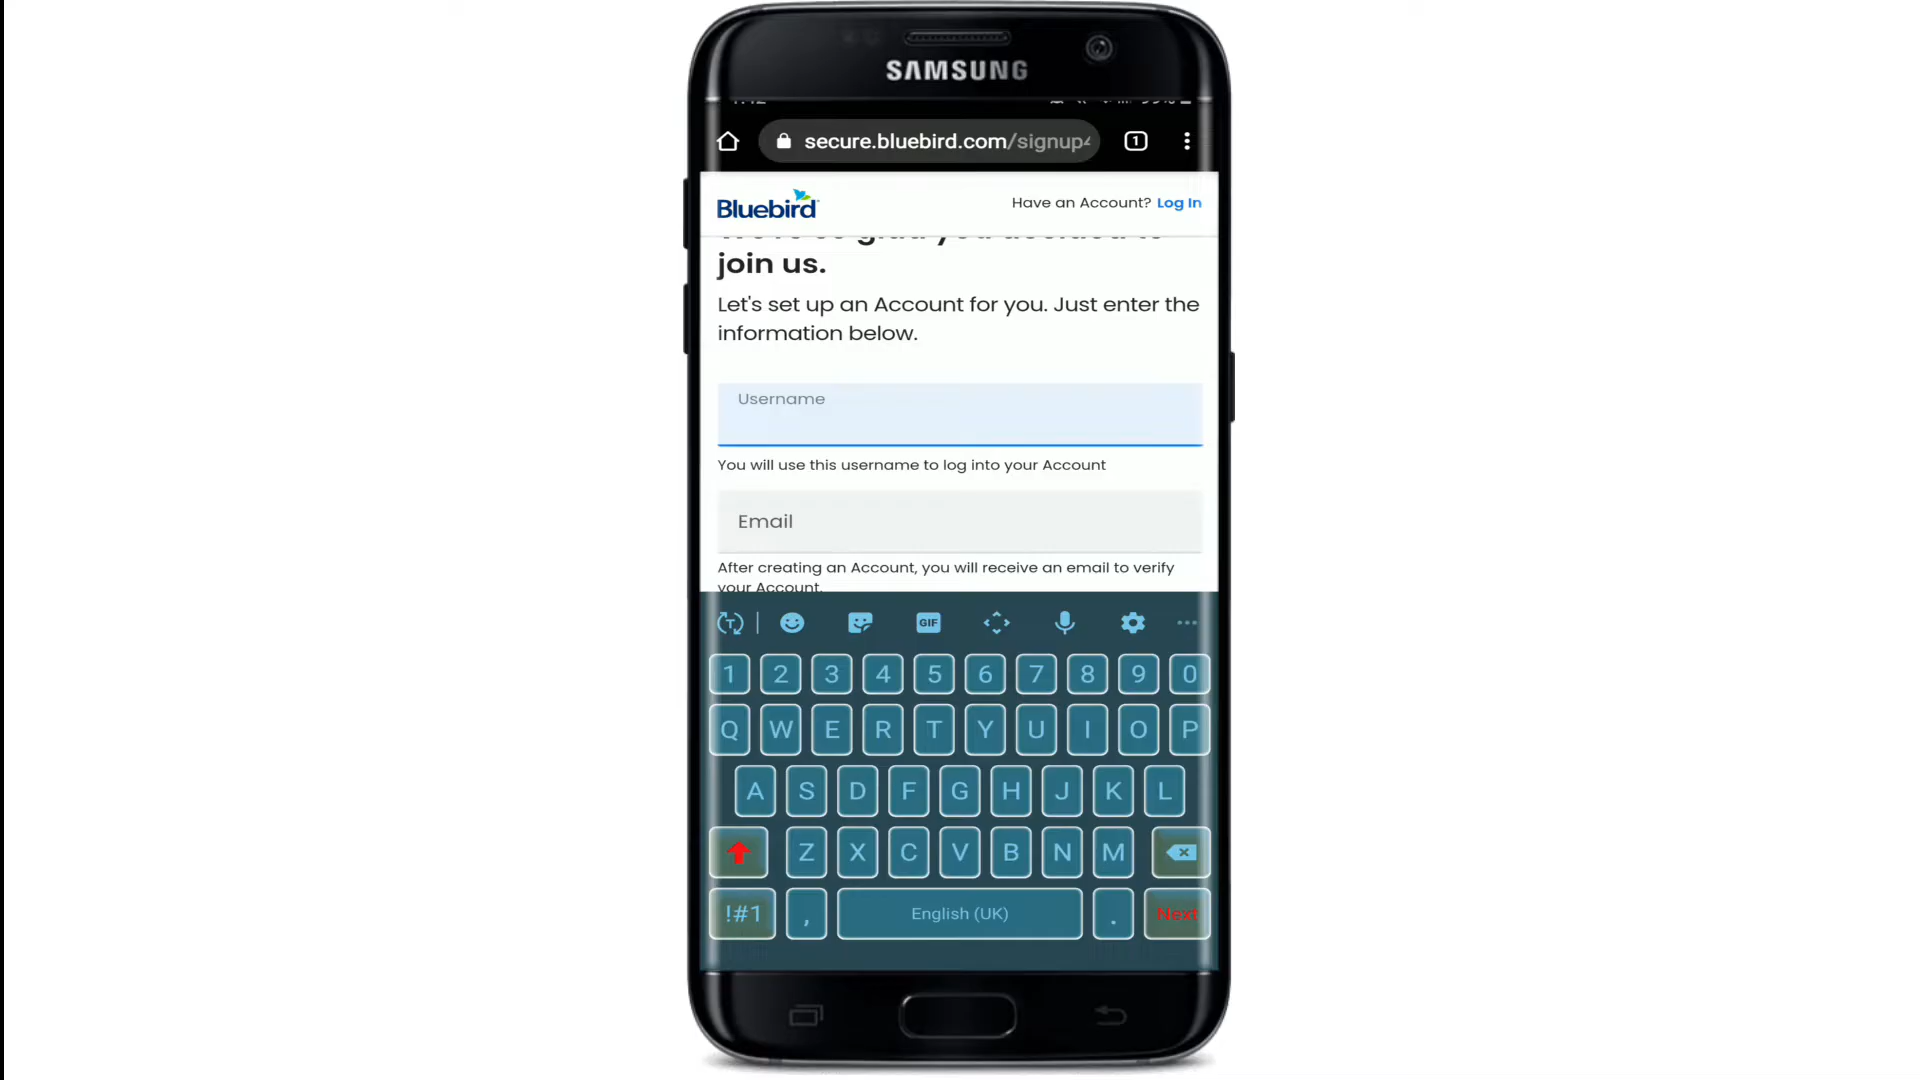 SAMSUNG
secure.bluebird.com/signup
1
Bluebird
Have an Account? Log In
join us.
Let's set up an Account for you. Just enter the
information below.
Username
You will use this username to log into your Account
Email
After creating an Account, you will receive an email to verify
your Account.
T GIF
1 2 3 4 5 6 7 8 9 0
Q W E R T Y U I O P
A S D F G H J K L
Z X C V B N M
!#1 , English (UK) . Next